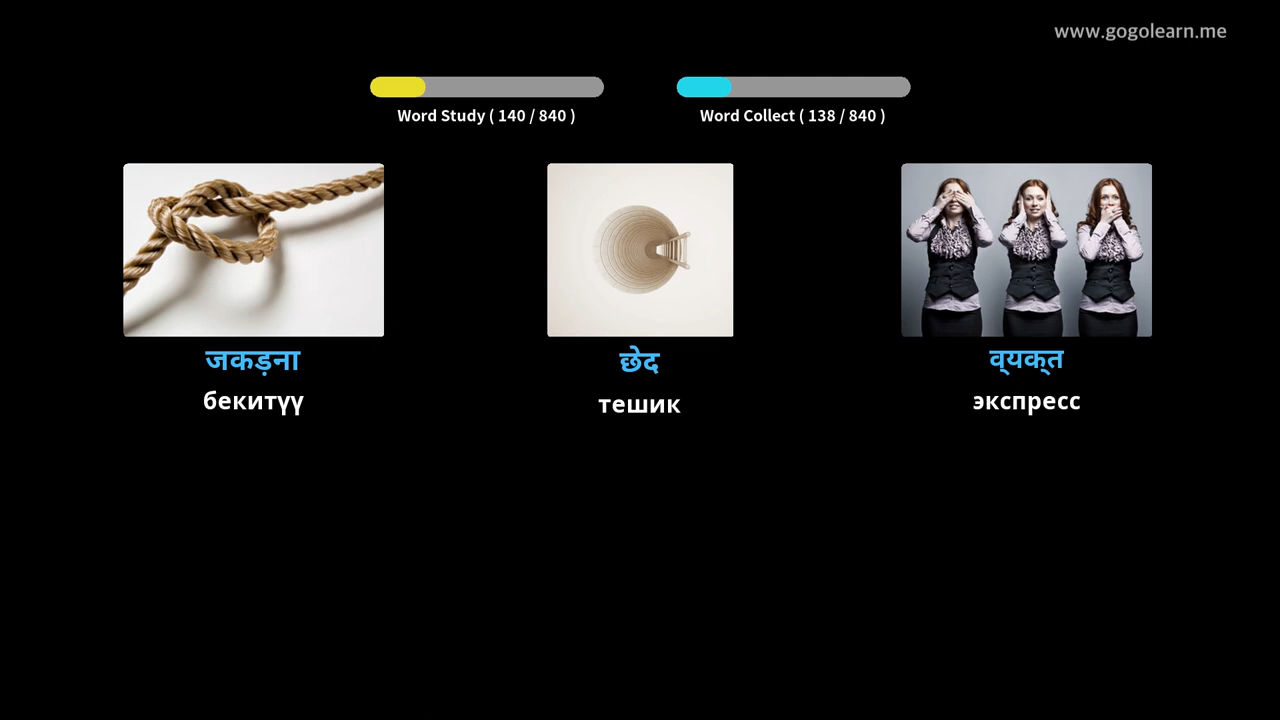 www.gogolearn.me
Word Study ( 140 / 840 )
Word Collect ( 138 / 840 )
जकड़ना
छेद
व्‍यक्‍त
бекитүү
тешик
экспресс